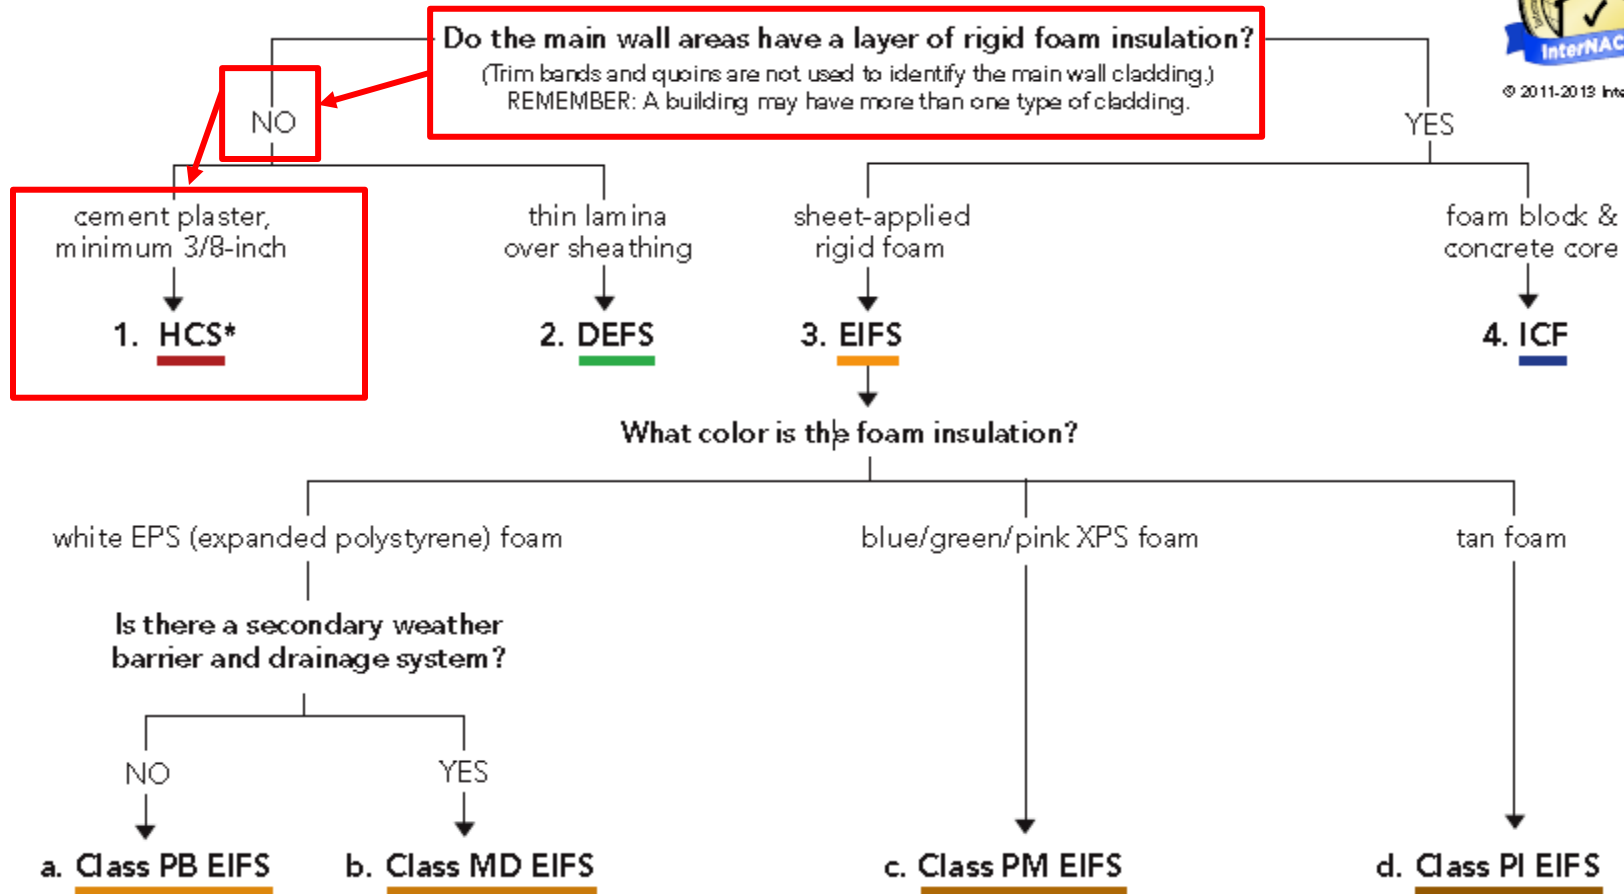 Do the main wall areas have a layer of rigid foam insulation?
(Trim bands and quoins are not used to identify the main wall cladding.)
REMEMBER: A building may have more than one type of cladding.
InterNAC
© 2011-2013 Inte
NO
YES
cement plaster,
minimum 3/8-inch
thin lamina
over sheathing
sheet-applied
rigid foam
foam block &
concrete core
1. HCS*
2. DEFS
3. EIFS
4. ICF
What color is the foam insulation?
white EPS (expanded polystyrene) foam
blue/green/pink XPS foam
tan foam
Is there a secondary weather
barrier and drainage system?
NO
YES
a. Class PB EIFS
b. Class MD EIFS
c. Class PM EIFS
d. Class PI EIFS